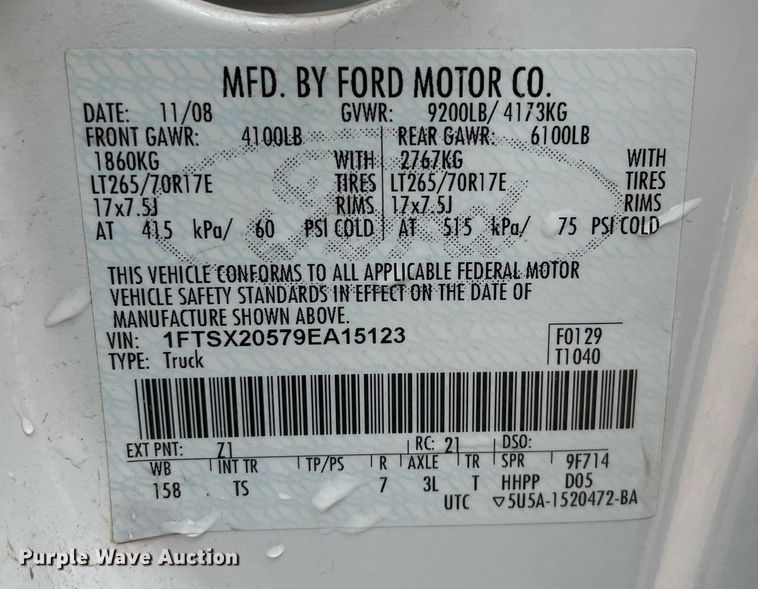 MFD. BY FORD MOTOR CO.
DATE: 11/08 GVWR: 9200LB/ 4173KG
FRONT GAWR: 4100LB REAR GAWR: 6100LB
1860KG WITH 2767KG WITH
LT265/70R17E TIRES LT265/70R17E TIRES
17x7.5J RIMS 17x7.5J RIMS
AT 415 kPa/ 60 PSI COLD AT 515 kPa/ 75 PSI COLD
THIS VEHICLE CONFORMS TO ALL APPLICABLE FEDERAL MOTOR
VEHICLE SAFETY STANDARDS IN EFFECT ON THE DATE OF
MANUFACTURE SHOWN ABOVE.
VIN: 1FTSX20579EA15123 F0129
TYPE: Truck T1040
EXT PNT: Z1 RC: 21 DSO:
WB INT TR TP/PS R AXLE TR SPR 9F714
158 TS 7 3L T HHPP D05
UTC ▽5U5A-1520472-BA
Purple Wave Auction